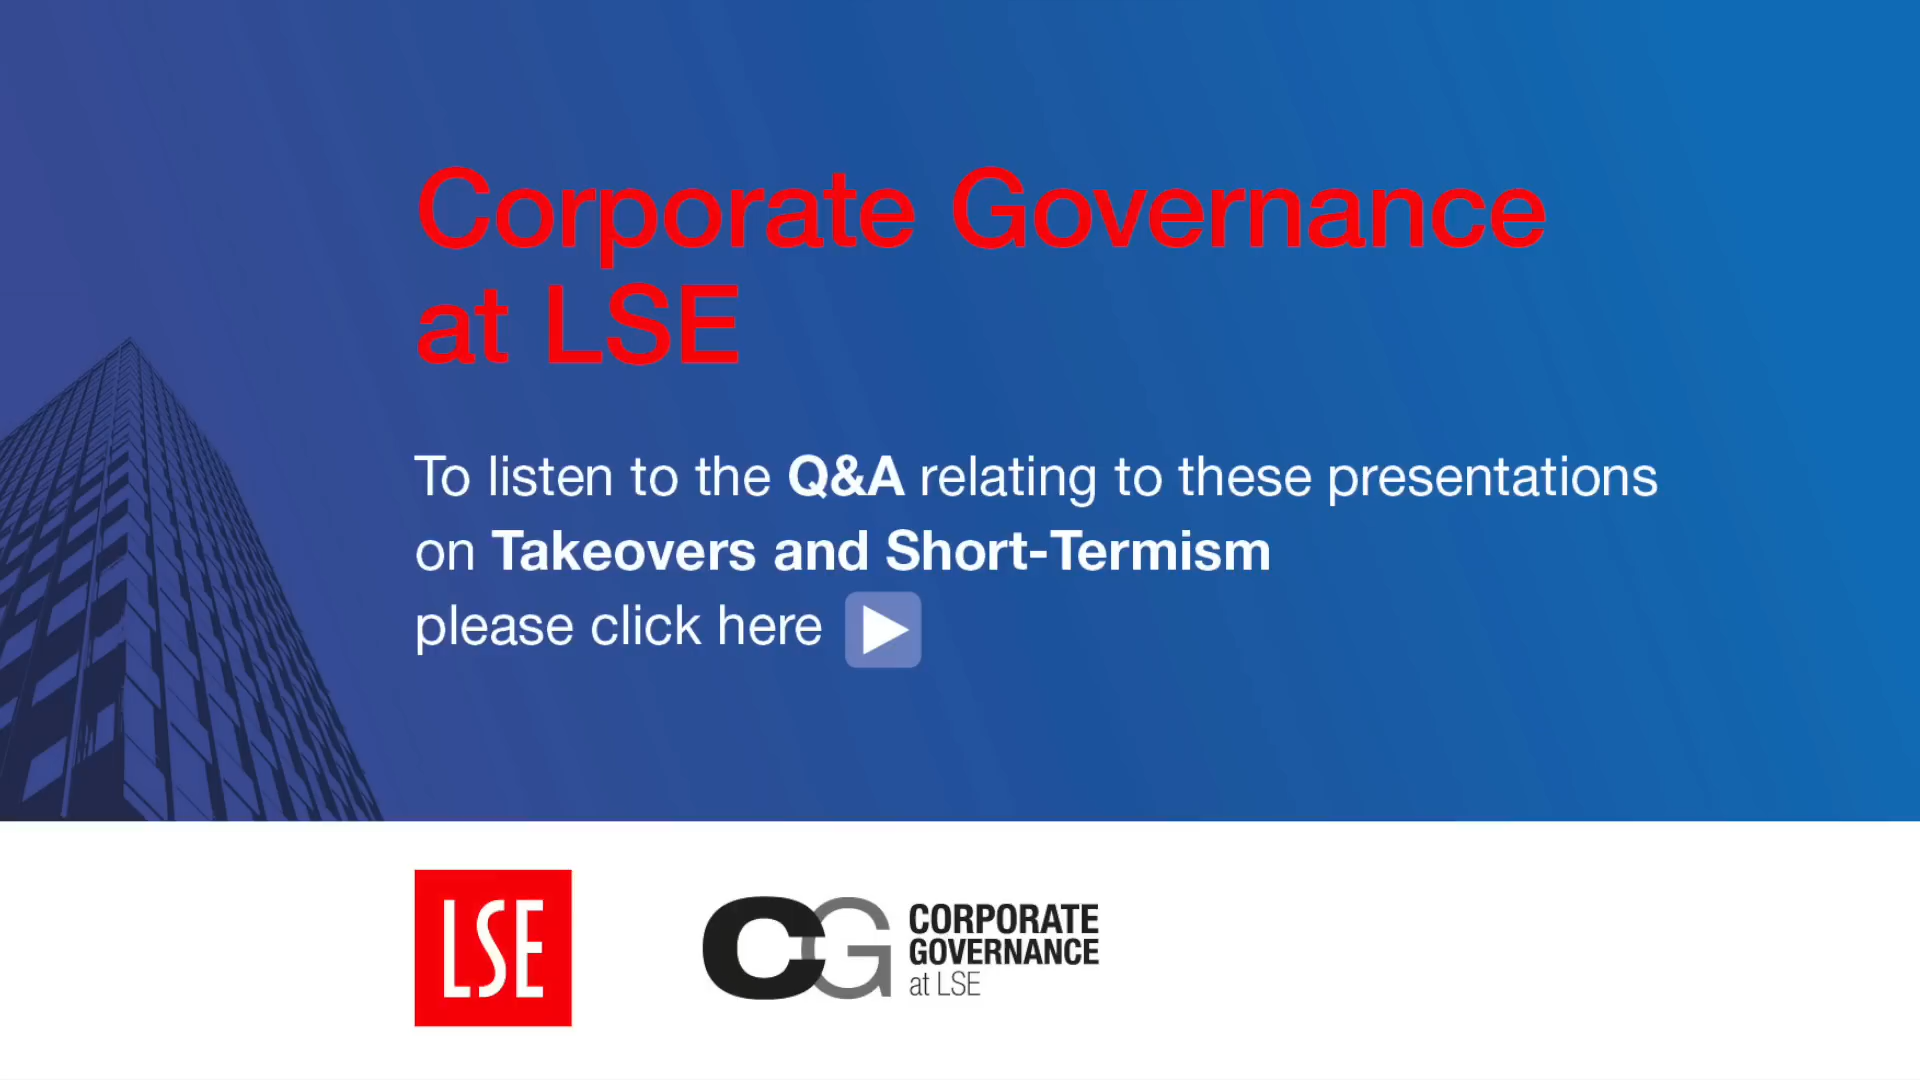 Corporate Governance
at LSE
To listen to the Q&A relating to these presentations
on Takeovers and Short-Termism
please click here
LSE
CG
CORPORATE
GOVERNANCE
at LSE